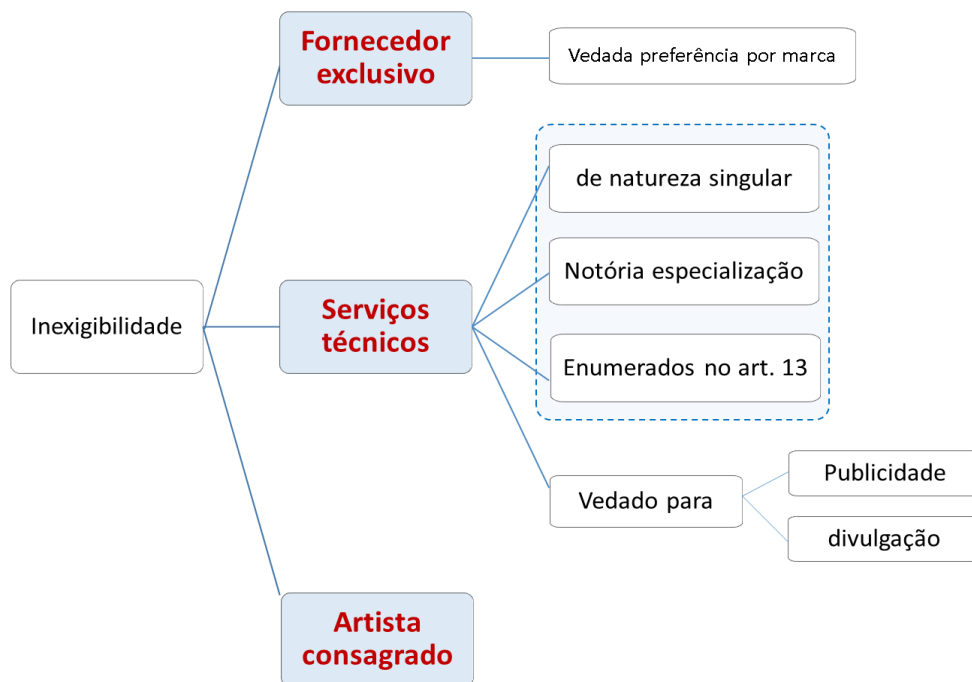 Fornecedor
exclusivo
Vedada preferência por marca
de natureza singular
Notória especialização
Inexigibilidade
Serviços
técnicos
Enumerados no art. 13
Vedado para
Publicidade
divulgação
Artista
consagrado